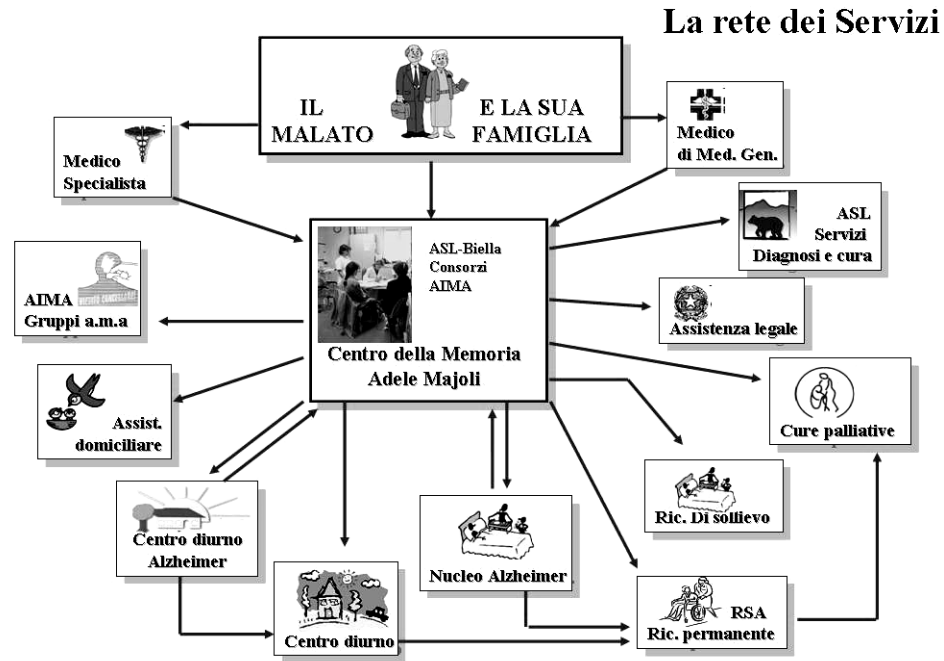 La rete dei Servizi
IL MALATO
E LA SUA FAMIGLIA
Medico
Specialista
Medico
di Med. Gen.
ASL
Servizi
Diagnosi e cura
ASL-Biella
Consorzi
AIMA
Centro della Memoria
Adele Majoli
AIMA
Gruppi a.m.a
Assistenza legale
Assist.
domiciliare
Cure palliative
Centro diurno
Alzheimer
Nucleo Alzheimer
Ric. Di sollievo
Centro diurno
RSA
Ric. permanente